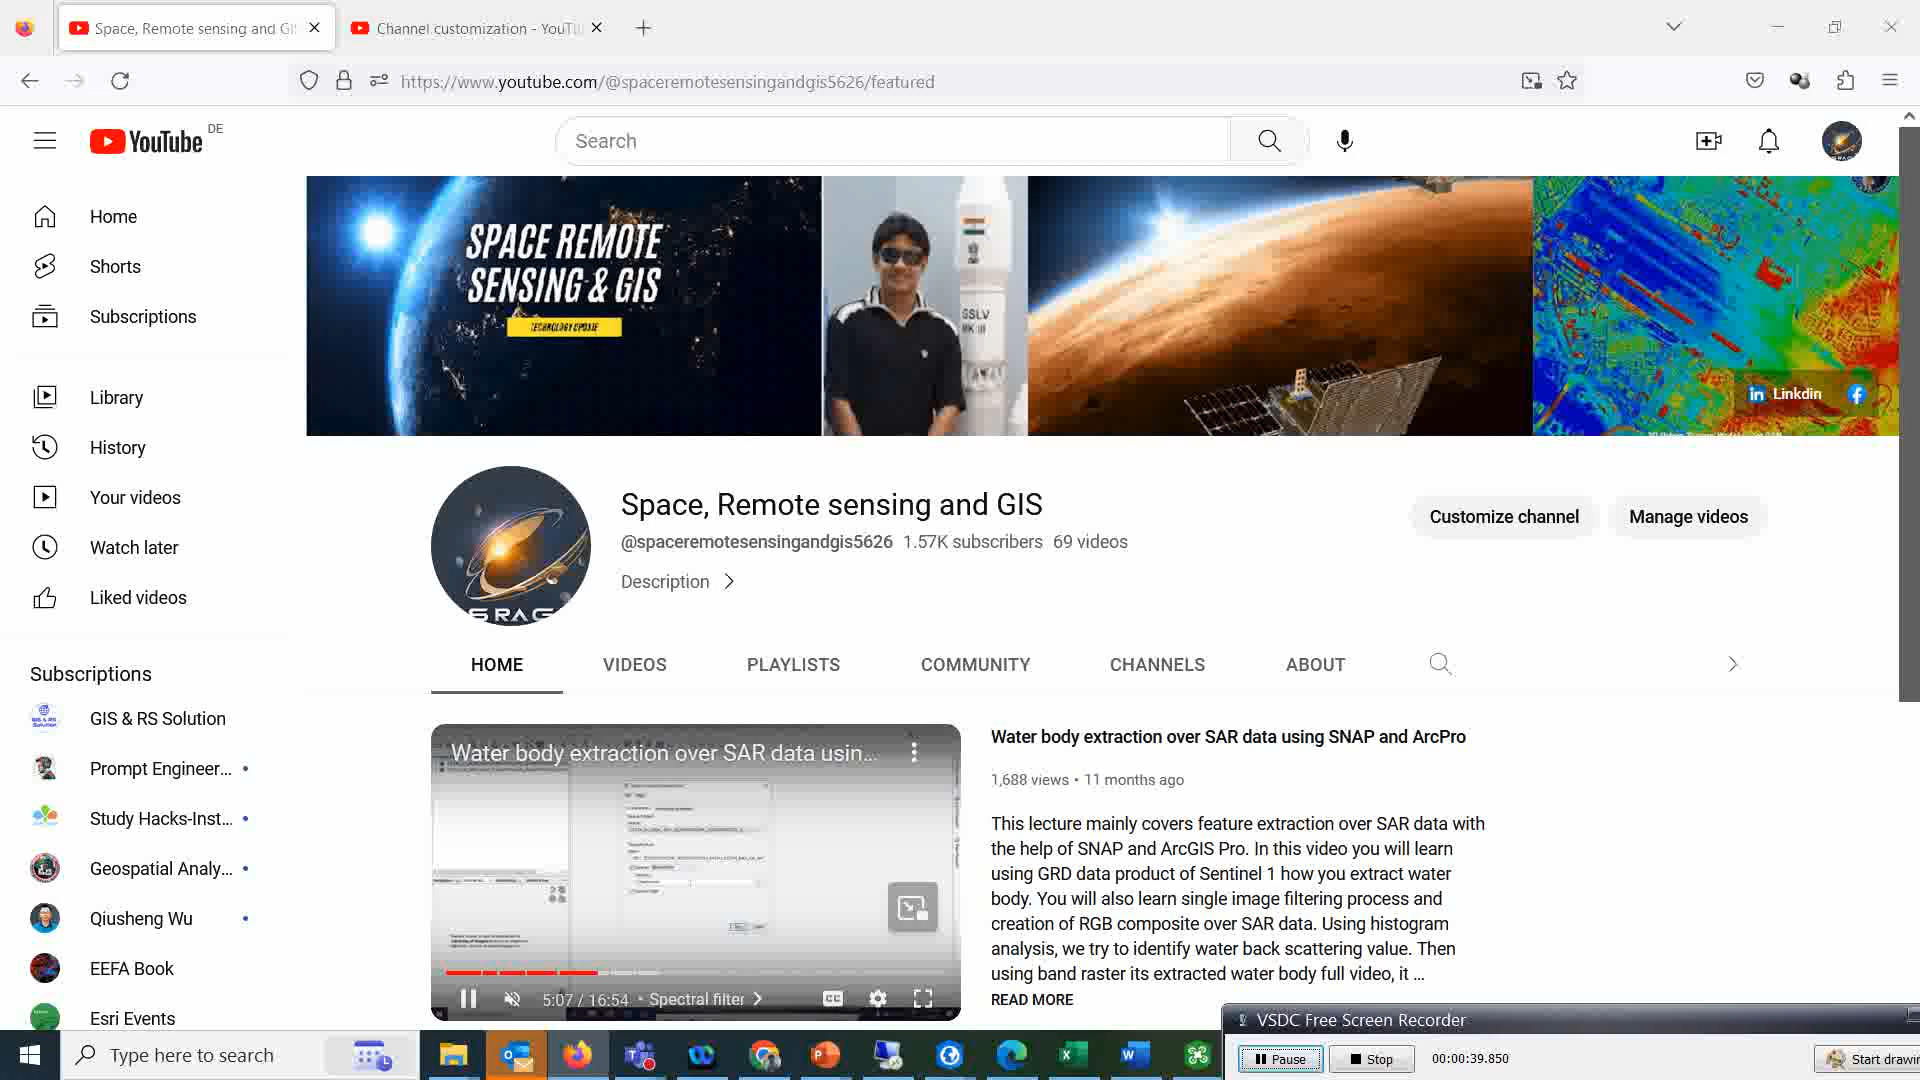 Space, Remote sensing and GI
Channel customization - YouTu
https://www.youtube.com/@spaceremotesensingandgis5626/featured
YouTube DE
Search
Home
Shorts
Subscriptions
Library
History
Your videos
Watch later
Liked videos
Subscriptions
GIS & RS Solution
Prompt Engineer...
Study Hacks-Inst...
Geospatial Analy...
Qiusheng Wu
EEFA Book
Esri Events
SPACE REMOTE
SENSING & GIS
TECHNOLOGY UPDATE
GSLV
MK III
Linkdin
SRAG
Space, Remote sensing and GIS
@spaceremotesensingandgis5626 1.57K subscribers 69 videos
Description
Customize channel
Manage videos
HOME
VIDEOS
PLAYLISTS
COMMUNITY
CHANNELS
ABOUT
Water body extraction over SAR data usin...
5:07 / 16:54 • Spectral filter
CC
Water body extraction over SAR data using SNAP and ArcPro
1,688 views • 11 months ago
This lecture mainly covers feature extraction over SAR data with
the help of SNAP and ArcGIS Pro. In this video you will learn
using GRD data product of Sentinel 1 how you extract water
body. You will also learn single image filtering process and
creation of RGB composite over SAR data. Using histogram
analysis, we try to identify water back scattering value. Then
using band raster its extracted water body full video, it ...
READ MORE
VSDC Free Screen Recorder
Pause
Stop
00:00:39.850
Start drawin
Type here to search